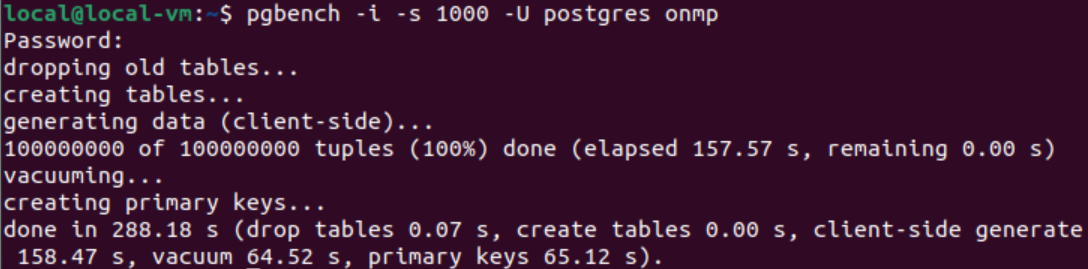 local@local-vm:~$ pgbench -i -s 1000 -U postgres onmp
Password:
dropping old tables...
creating tables...
generating data (client-side)...
100000000 of 100000000 tuples (100%) done (elapsed 157.57 s, remaining 0.00 s)
vacuuming...
creating primary keys...
done in 288.18 s (drop tables 0.07 s, create tables 0.00 s, client-side generate
 158.47 s, vacuum 64.52 s, primary keys 65.12 s).